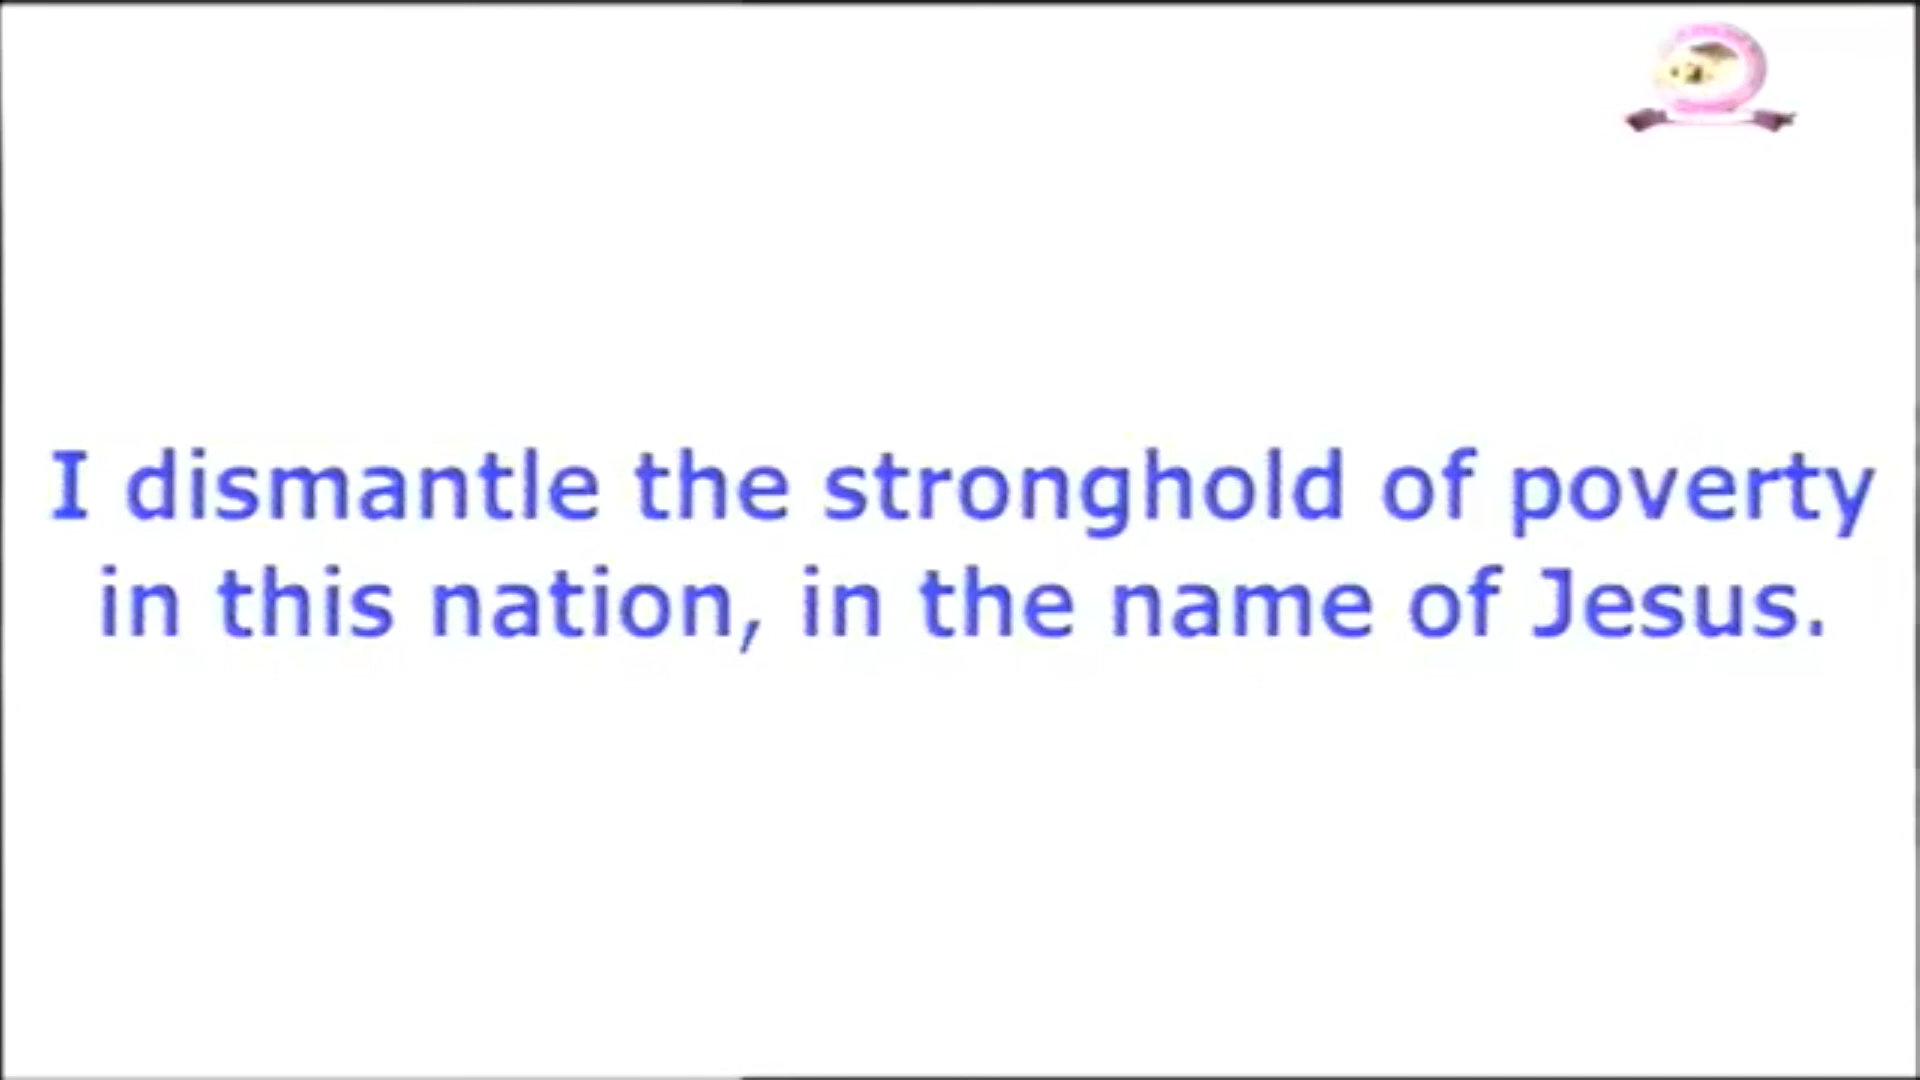 I dismantle the stronghold of poverty
in this nation, in the name of Jesus.